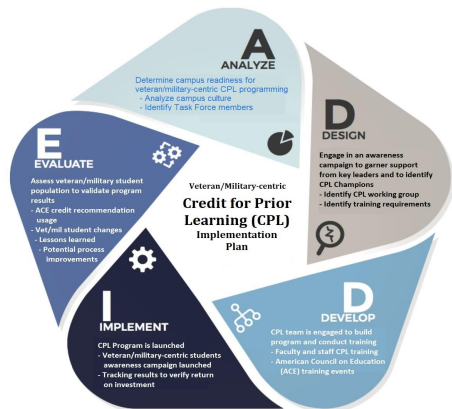 A
ANALYZE
Determine campus readiness for
veteran/military-centric CPL programming
- Analyze campus culture
- Identify Task Force members
D
DESIGN
Engage in an awareness
campaign to garner support
from key leaders and to identify
CPL Champions
- Identify CPL working group
- Identify training requirements
D
DEVELOP
CPL team is engaged to build
program and conduct training
- Faculty and staff CPL training
- American Council on Education
(ACE) training events
I
IMPLEMENT
CPL Program is launched
- Veteran/military-centric students
awareness campaign launched
- Tracking results to verify return
on investment
E
EVALUATE
Assess veteran/military student
population to validate program
results
- ACE credit recommendation
usage
- Vet/mil student changes
- Lessons learned
- Potential process
improvements
Veteran/Military-centric
Credit for Prior
Learning (CPL)
Implementation
Plan